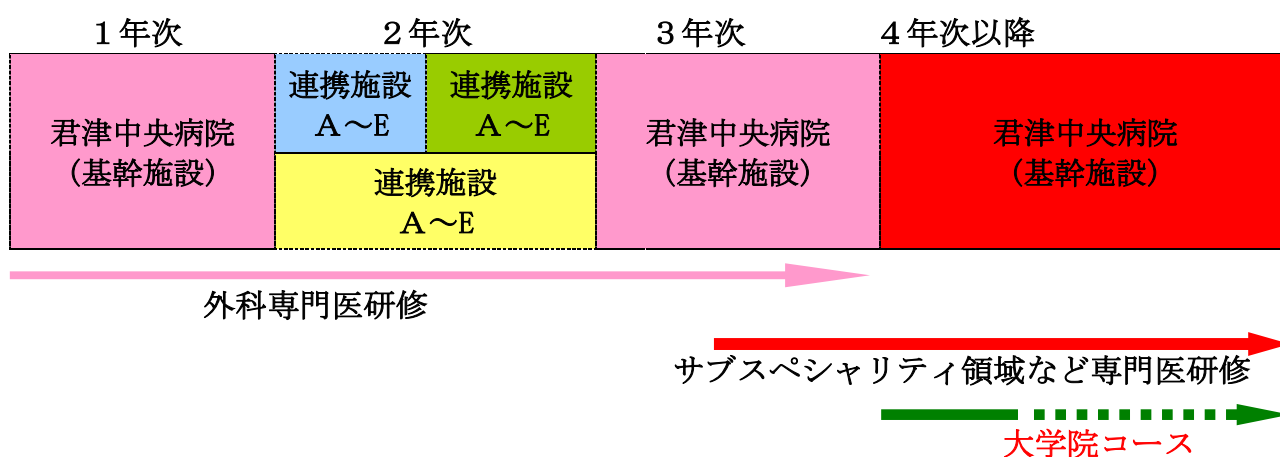 １年次
２年次
３年次
４年次以降
君津中央病院
（基幹施設）
連携施設
Ａ～E
連携施設
Ａ～E
連携施設
Ａ～E
君津中央病院
（基幹施設）
君津中央病院
（基幹施設）
外科専門医研修
サブスペシャリティ領域など専門医研修
大学院コース